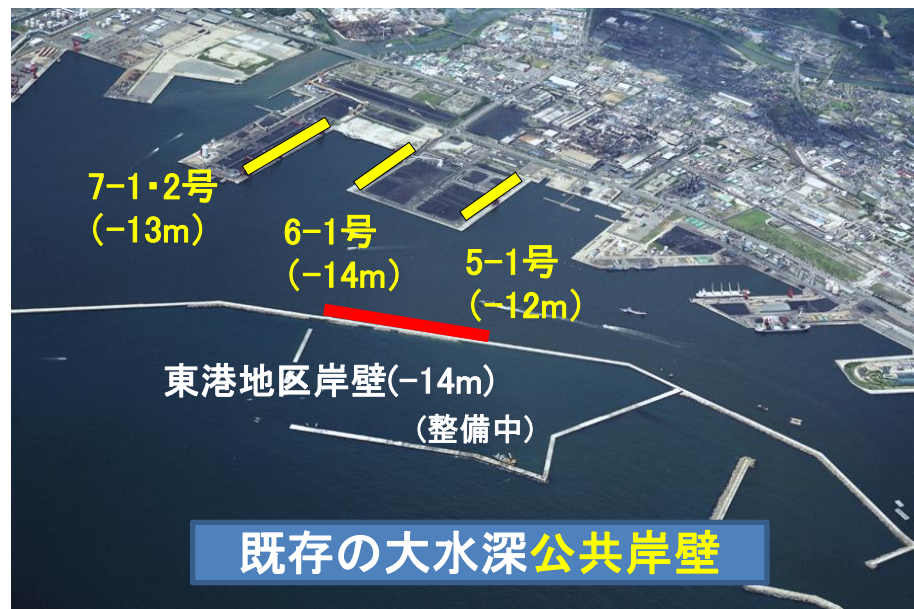 7-1・2号
(-13m)
6-1号
(-14m)
5-1号
(-12m)
東港地区岸壁(-14m)
(整備中)
既存の大水深公共岸壁